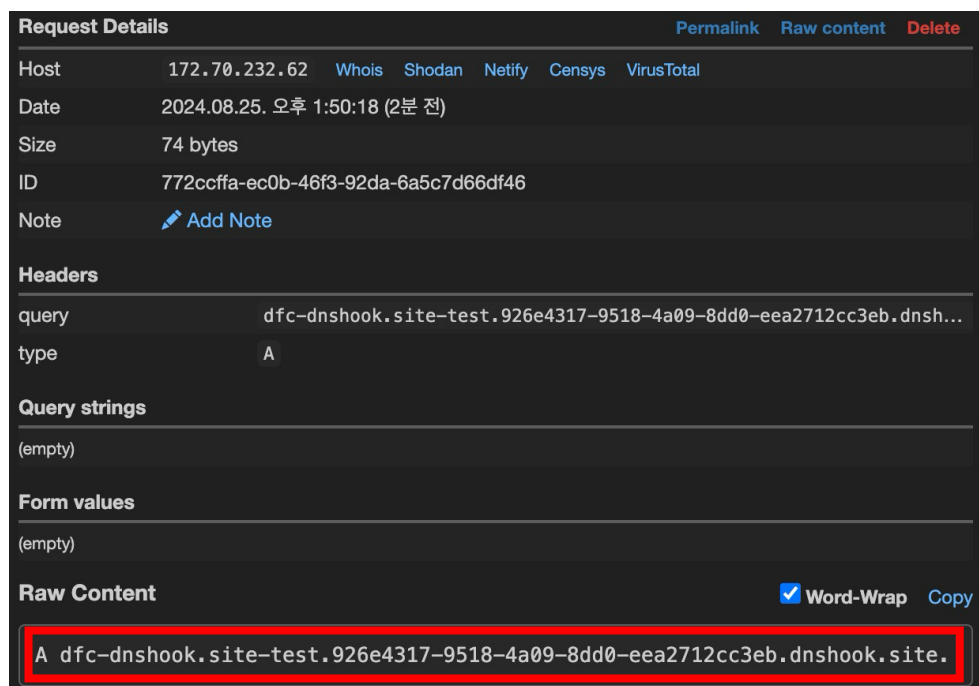 Request Details Permalink Raw content Delete
Host 172.70.232.62 Whois Shodan Netify Censys VirusTotal
Date 2024.08.25. 오후 1:50:18 (2분 전)
Size 74 bytes
ID 772ccffa-ec0b-46f3-92da-6a5c7d66df46
Note Add Note
Headers
query dfc-dnshook.site-test.926e4317-9518-4a09-8dd0-eea2712cc3eb.dnsh...
type A
Query strings
(empty)
Form values
(empty)
Raw Content Word-Wrap Copy
A dfc-dnshook.site-test.926e4317-9518-4a09-8dd0-eea2712cc3eb.dnshook.site.